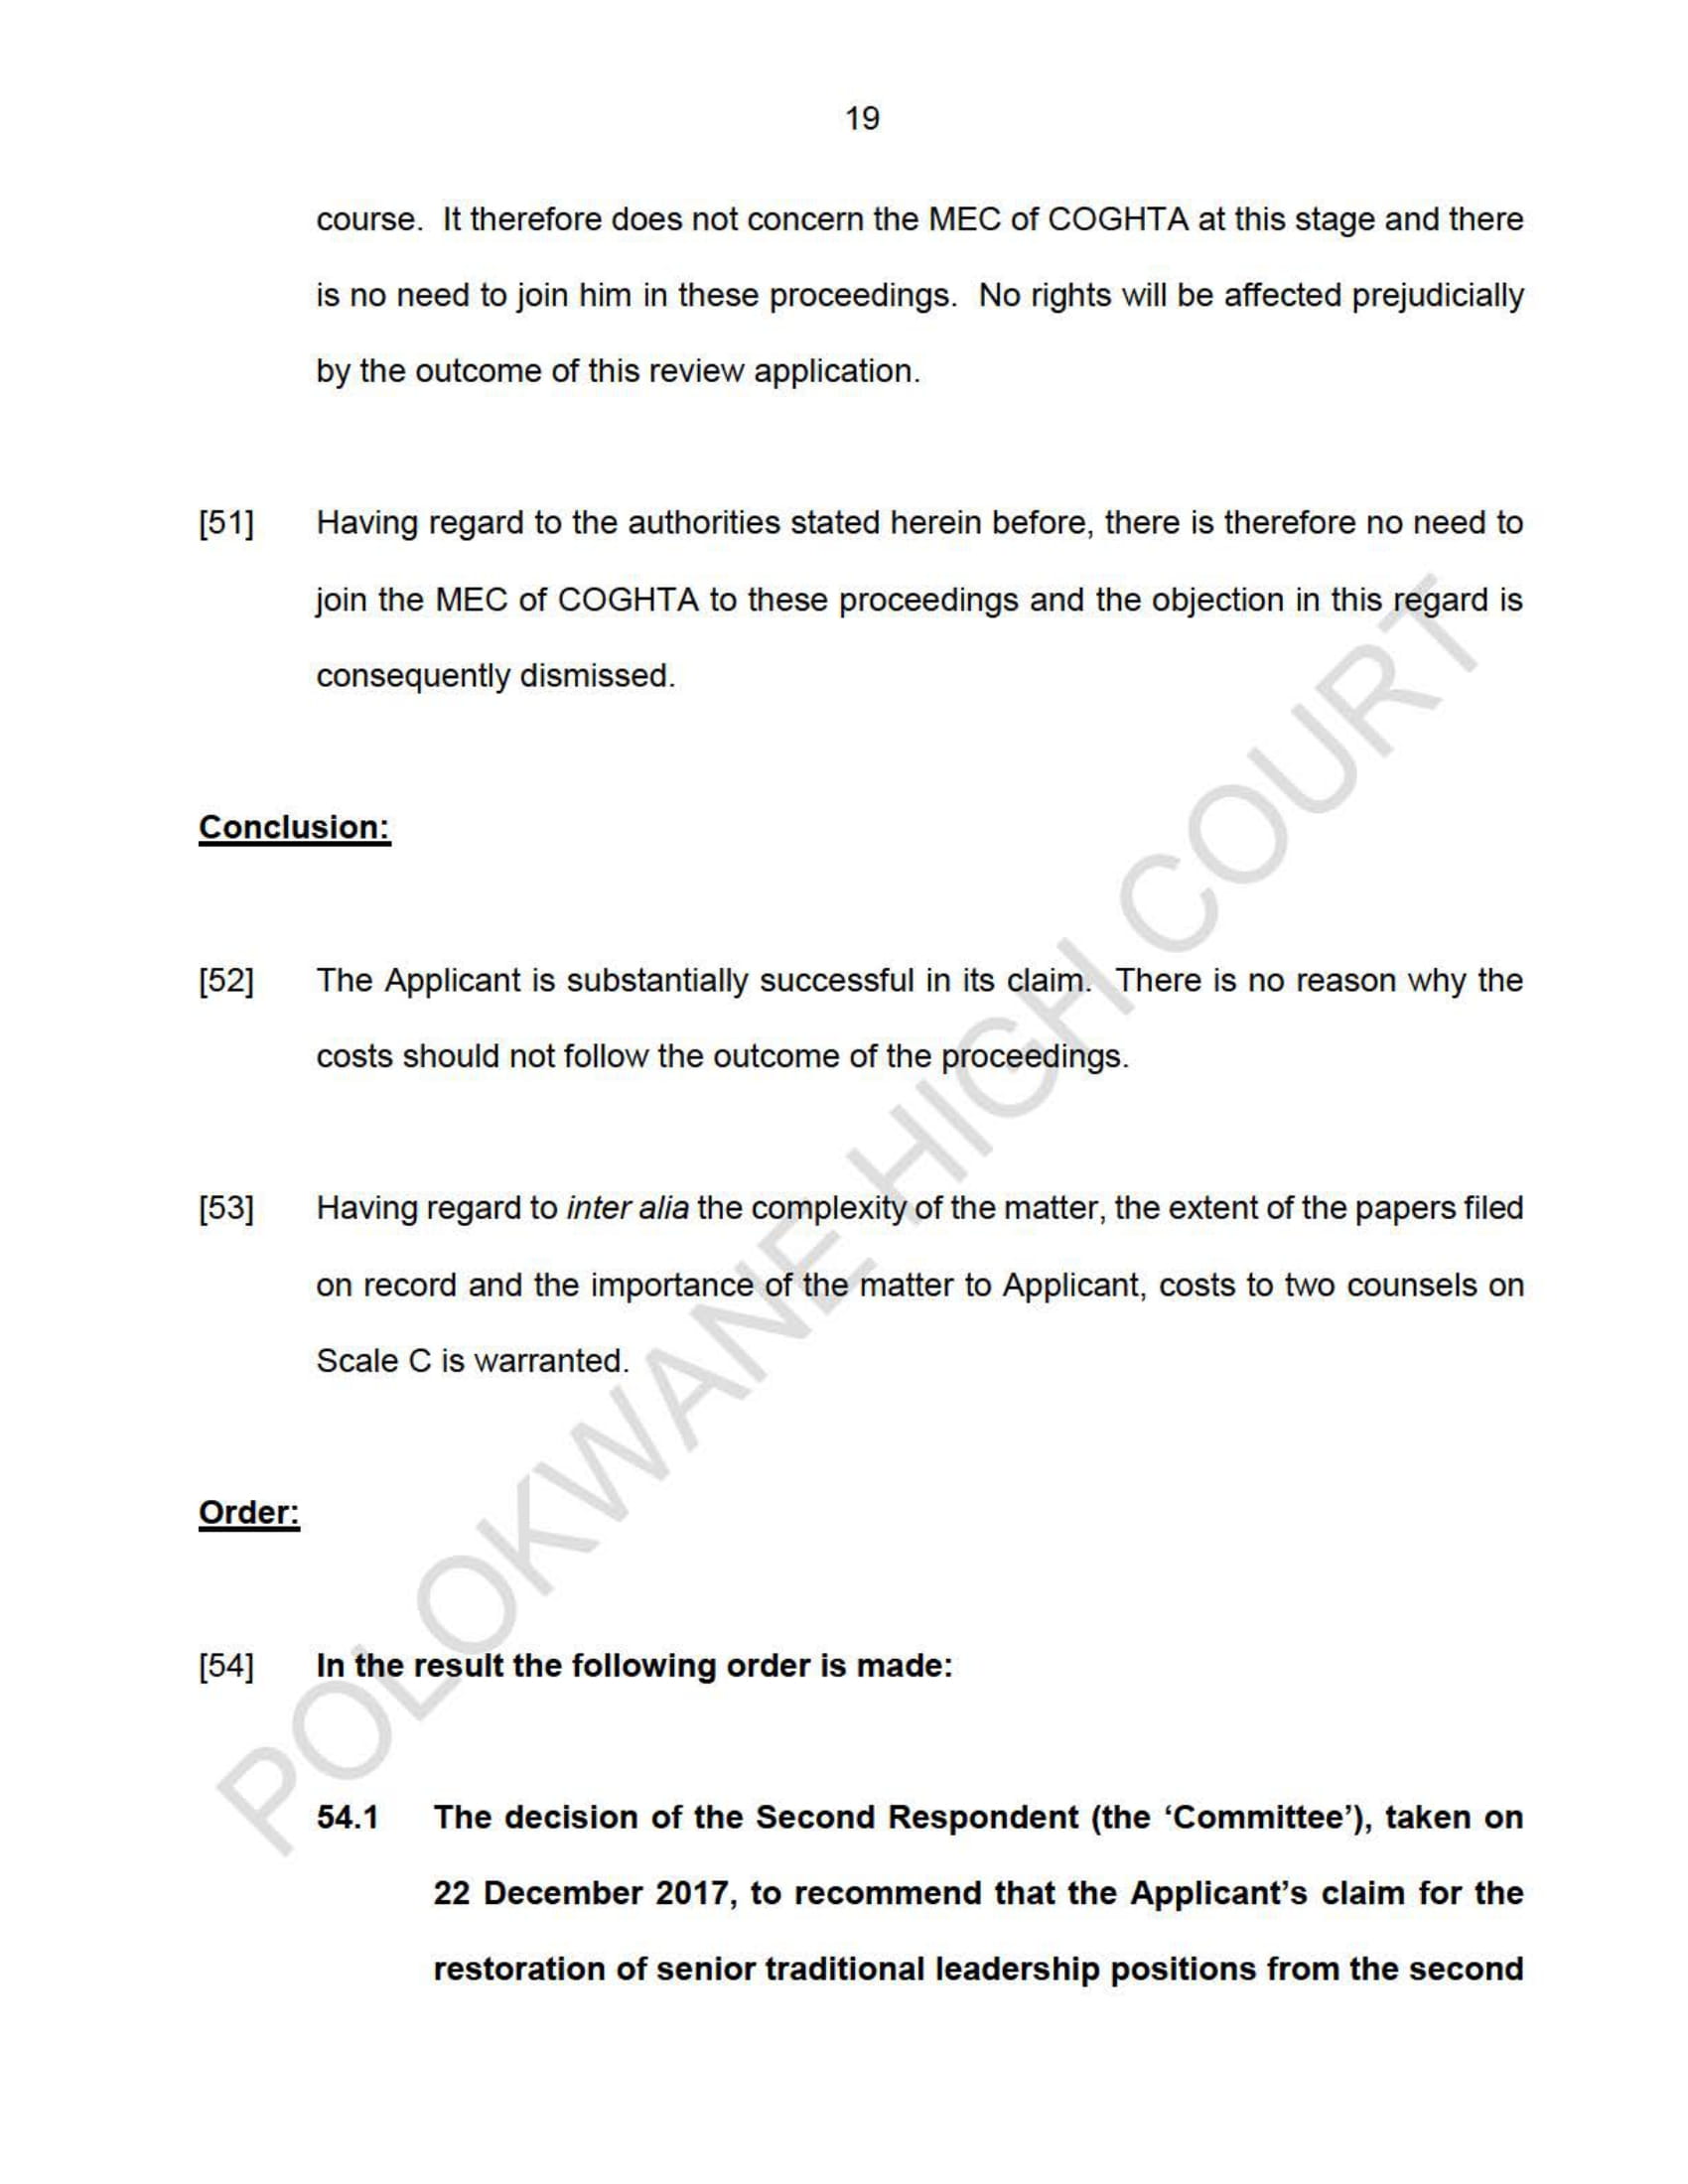 19
course. It therefore does not concern the MEC of COGHTA at this stage and there
is no need to join him in these proceedings. No rights will be affected prejudicially
by the outcome of this review application.
[51] Having regard to the authorities stated herein before, there is therefore no need to
join the MEC of COGHTA to these proceedings and the objection in this regard is
consequently dismissed.
Conclusion:
[52] The Applicant is substantially successful in its claim. There is no reason why the
costs should not follow the outcome of the proceedings.
[53] Having regard to inter alia the complexity of the matter, the extent of the papers filed
on record and the importance of the matter to Applicant, costs to two counsels on
Scale C is warranted.
Order:
[54] In the result the following order is made:
54.1 The decision of the Second Respondent (the ‘Committee’), taken on
22 December 2017, to recommend that the Applicant’s claim for the
restoration of senior traditional leadership positions from the second
POLOKWANE HIGH COURT